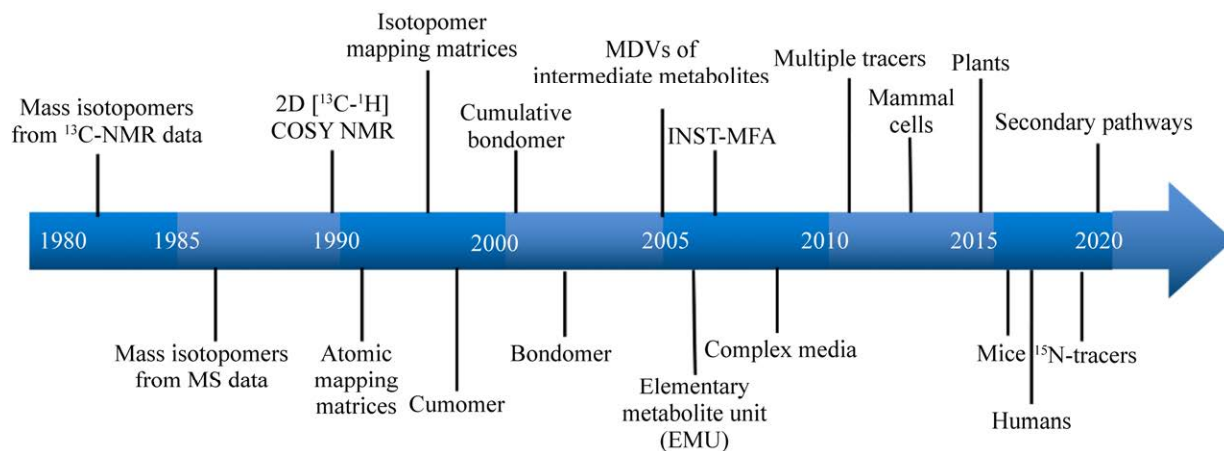 Isotopomer
mapping matrices
MDVs of
intermediate metabolites
Multiple tracers
Plants
Mass isotopomers
from ¹³C-NMR data
2D [¹³C-¹H]
COSY NMR
Cumulative
bondomer
INST-MFA
Mammal
cells
Secondary pathways
1980 1985 1990 2000 2005 2010 2015 2020
Mass isotopomers
from MS data
Atomic
mapping
matrices
Cumomer
Bondomer
Elementary
metabolite unit
(EMU)
Complex media
Mice
Humans
¹⁵N-tracers